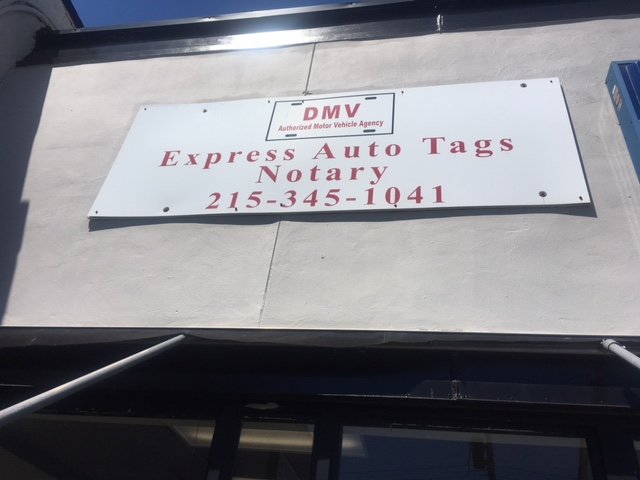 DMV
Authorized Motor Vehicle Agency
Express Auto Tags
Notary
215-345-1041